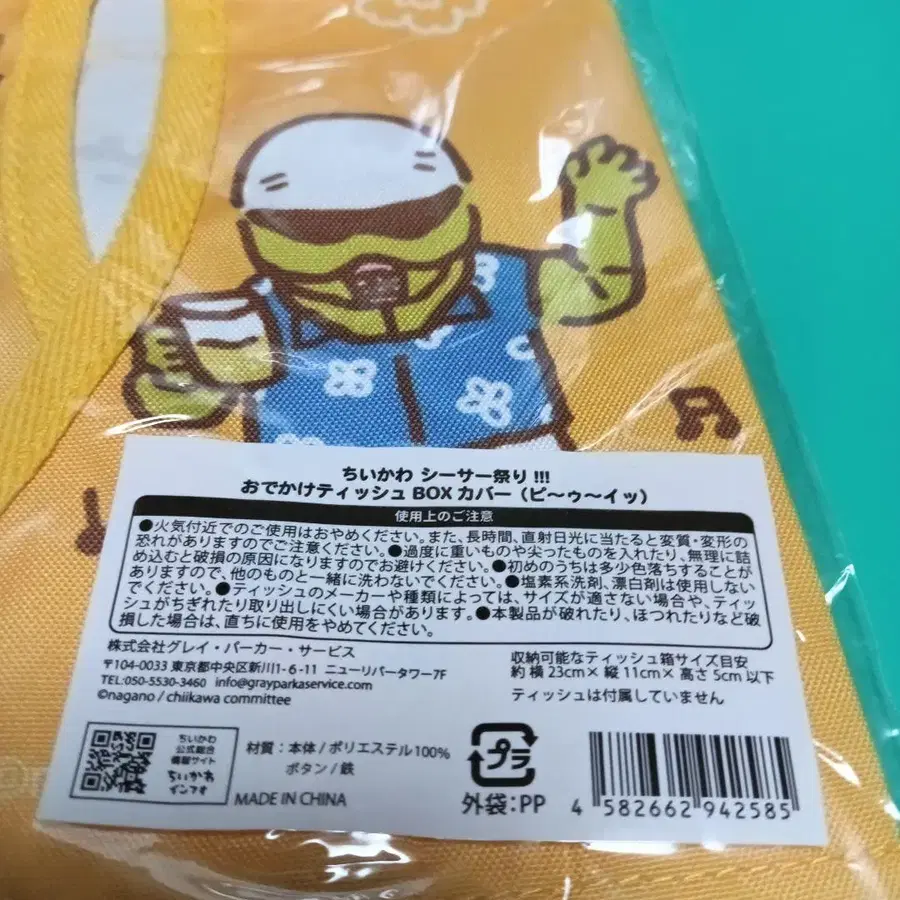 ちいかわ シーサー祭り!!!
おでかけティッシュBOXカバー（ピ〜ゥ〜イッ）
使用上のご注意
●火気付近でのご使用はおやめください。また、長時間、直射日光に当たると変質・変形の
恐れがありますのでご注意ください。●過度に重いものや尖ったものを入れたり、無理に詰
め込むと破損の原因になりますのでお避けください。●初めのうちは多少色落ちすることが
ありますので、他のものと一緒に洗わないでください。●塩素系洗剤、漂白剤は使用しない
でください。●ティッシュのメーカーや種類によっては、サイズが適さない場合や、ティッ
シュがちぎれたり取り出しにくい場合があります。●本製品が破れたり、ほつれたりなど破
損した場合は、直ちに使用をやめてください。
株式会社グレイ・パーカー・サービス
〒104-0033 東京都中央区新川1-6-11 ニューリバータワー7F
TEL:050-5530-3460 info@grayparkaservice.com
©nagano / chiikawa committee
収納可能なティッシュ箱サイズ目安
約 横 23cm× 縦 11cm× 高さ 5cm 以下
ティッシュは付属していません
ちいかわ
公式総合
情報サイト
ちいかわ
インフォ
材質：本体/ポリエステル100%
ボタン/鉄
MADE IN CHINA
プラ
外袋:PP
4 582662 942585